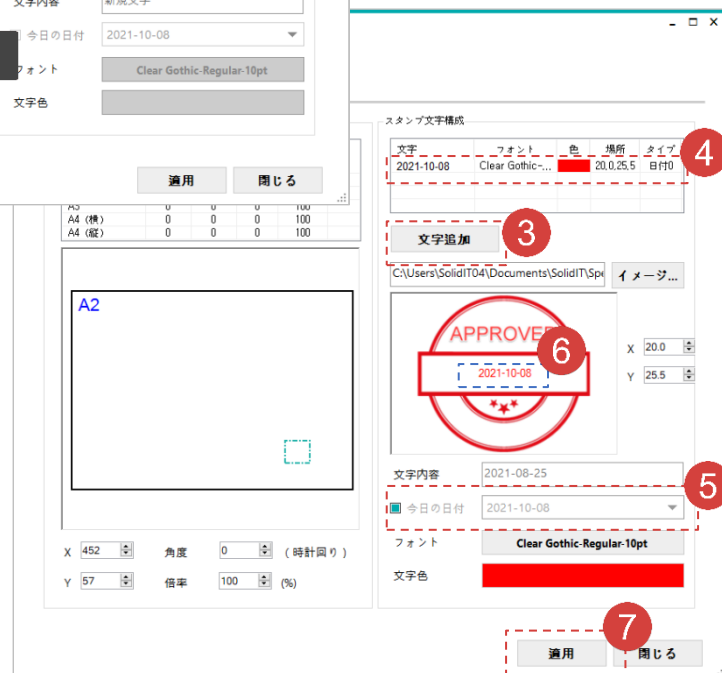 文字内容 新規文字
今日の日付 2021-10-08
フォント Clear Gothic-Regular-10pt
文字色
適用 閉じる
A3 0 0 0 100
A4 (横) 0 0 0 100
A4 (縦) 0 0 0 100
A2
X 452 角度 0 (時計回り)
Y 57 倍率 100 (%)
スタンプ文字構成
文字 フォント 色 場所 タイプ
2021-10-08 Clear Gothic-... 20.0,25.5 日付0
4
文字追加
3
C:\Users\SolidIT04\Documents\SolidIT\Spe イメージ...
APPROVED
6
2021-10-08
X 20.0
Y 25.5
文字内容 2021-08-25
5
今日の日付 2021-10-08
フォント Clear Gothic-Regular-10pt
文字色
7
適用 閉じる